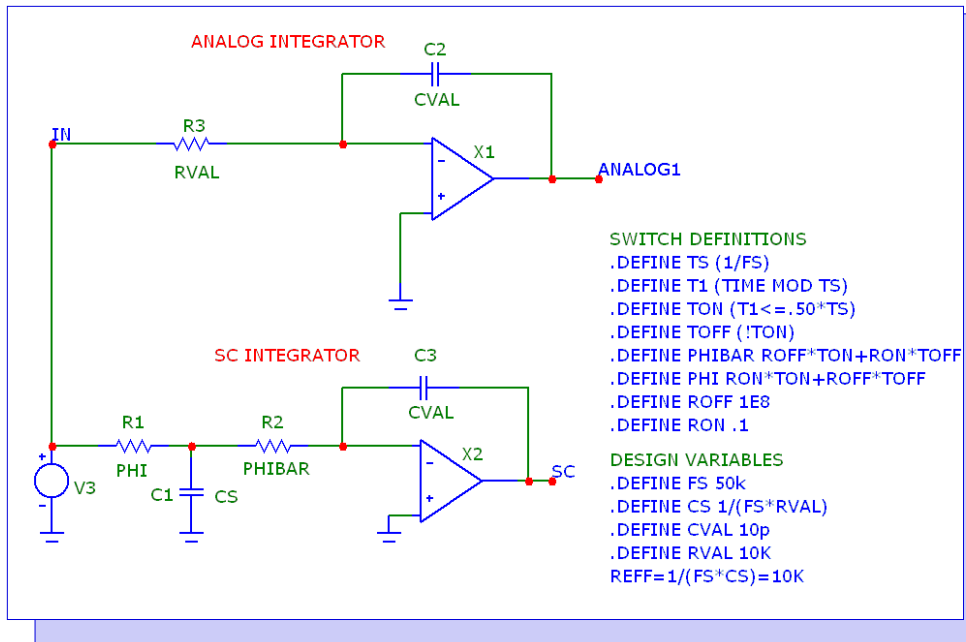 ANALOG INTEGRATOR
C2
CVAL
IN
R3
RVAL
-
+
X1
ANALOG1
SWITCH DEFINITIONS
.DEFINE TS (1/FS)
.DEFINE T1 (TIME MOD TS)
.DEFINE TON (T1<=.50*TS)
.DEFINE TOFF (!TON)
.DEFINE PHIBAR ROFF*TON+RON*TOFF
.DEFINE PHI RON*TON+ROFF*TOFF
.DEFINE ROFF 1E8
.DEFINE RON .1
SC INTEGRATOR
C3
CVAL
R1
PHI
R2
PHIBAR
-
+
X2
SC
+
-
V3
C1
CS
DESIGN VARIABLES
.DEFINE FS 50k
.DEFINE CS 1/(FS*RVAL)
.DEFINE CVAL 10p
.DEFINE RVAL 10K
REFF=1/(FS*CS)=10K